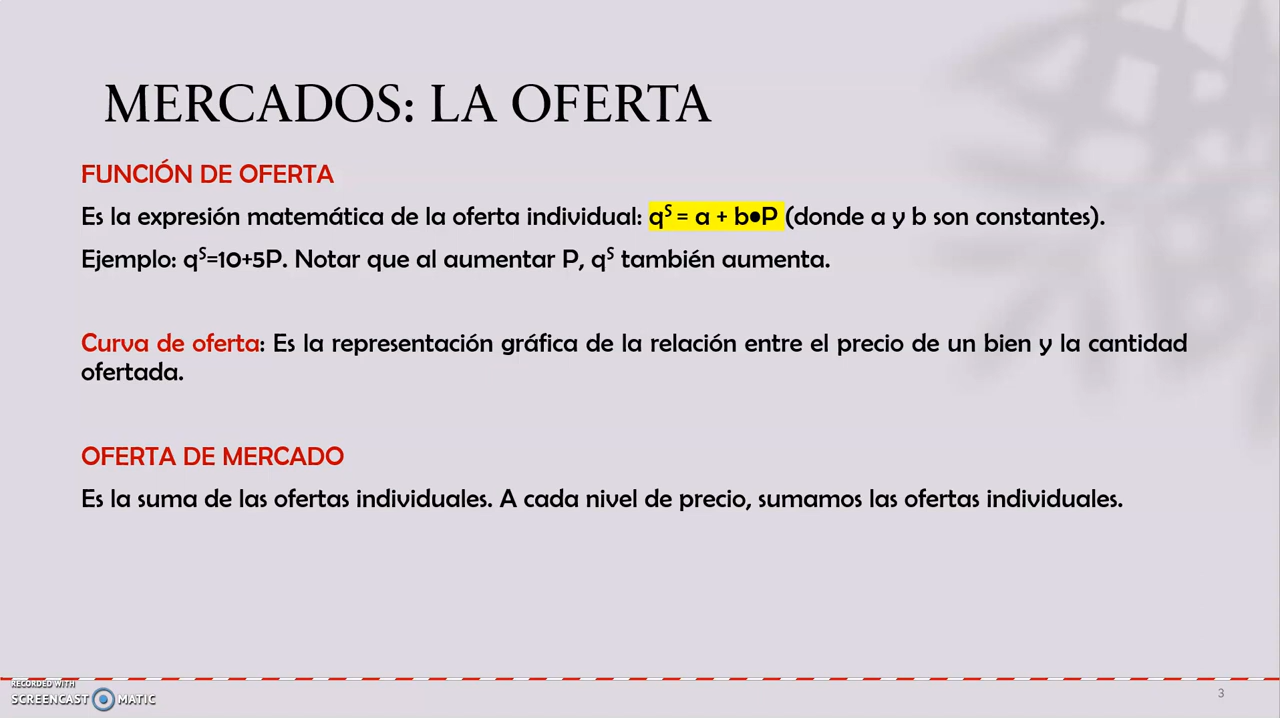 MERCADOS: LA OFERTA
FUNCIÓN DE OFERTA
Es la expresión matemática de la oferta individual: qˢ = a + b●P (donde a y b son constantes).
Ejemplo: qˢ=10+5P. Notar que al aumentar P, qˢ también aumenta.
Curva de oferta: Es la representación gráfica de la relación entre el precio de un bien y la cantidad
ofertada.
OFERTA DE MERCADO
Es la suma de las ofertas individuales. A cada nivel de precio, sumamos las ofertas individuales.
RECORDED WITH
SCREENCAST MATIC
3